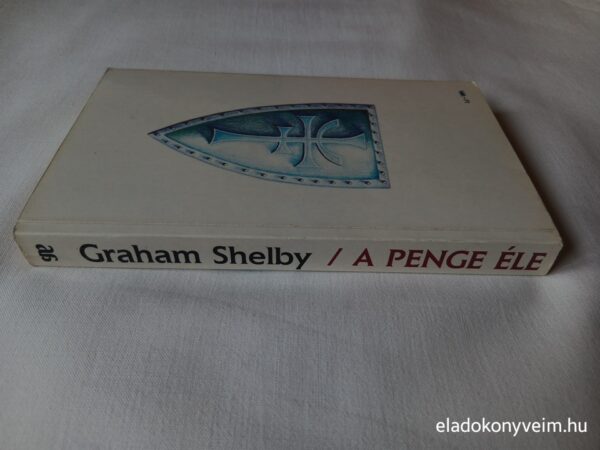 Graham Shelby / A PENGE ÉLE
eladokonyveim.hu